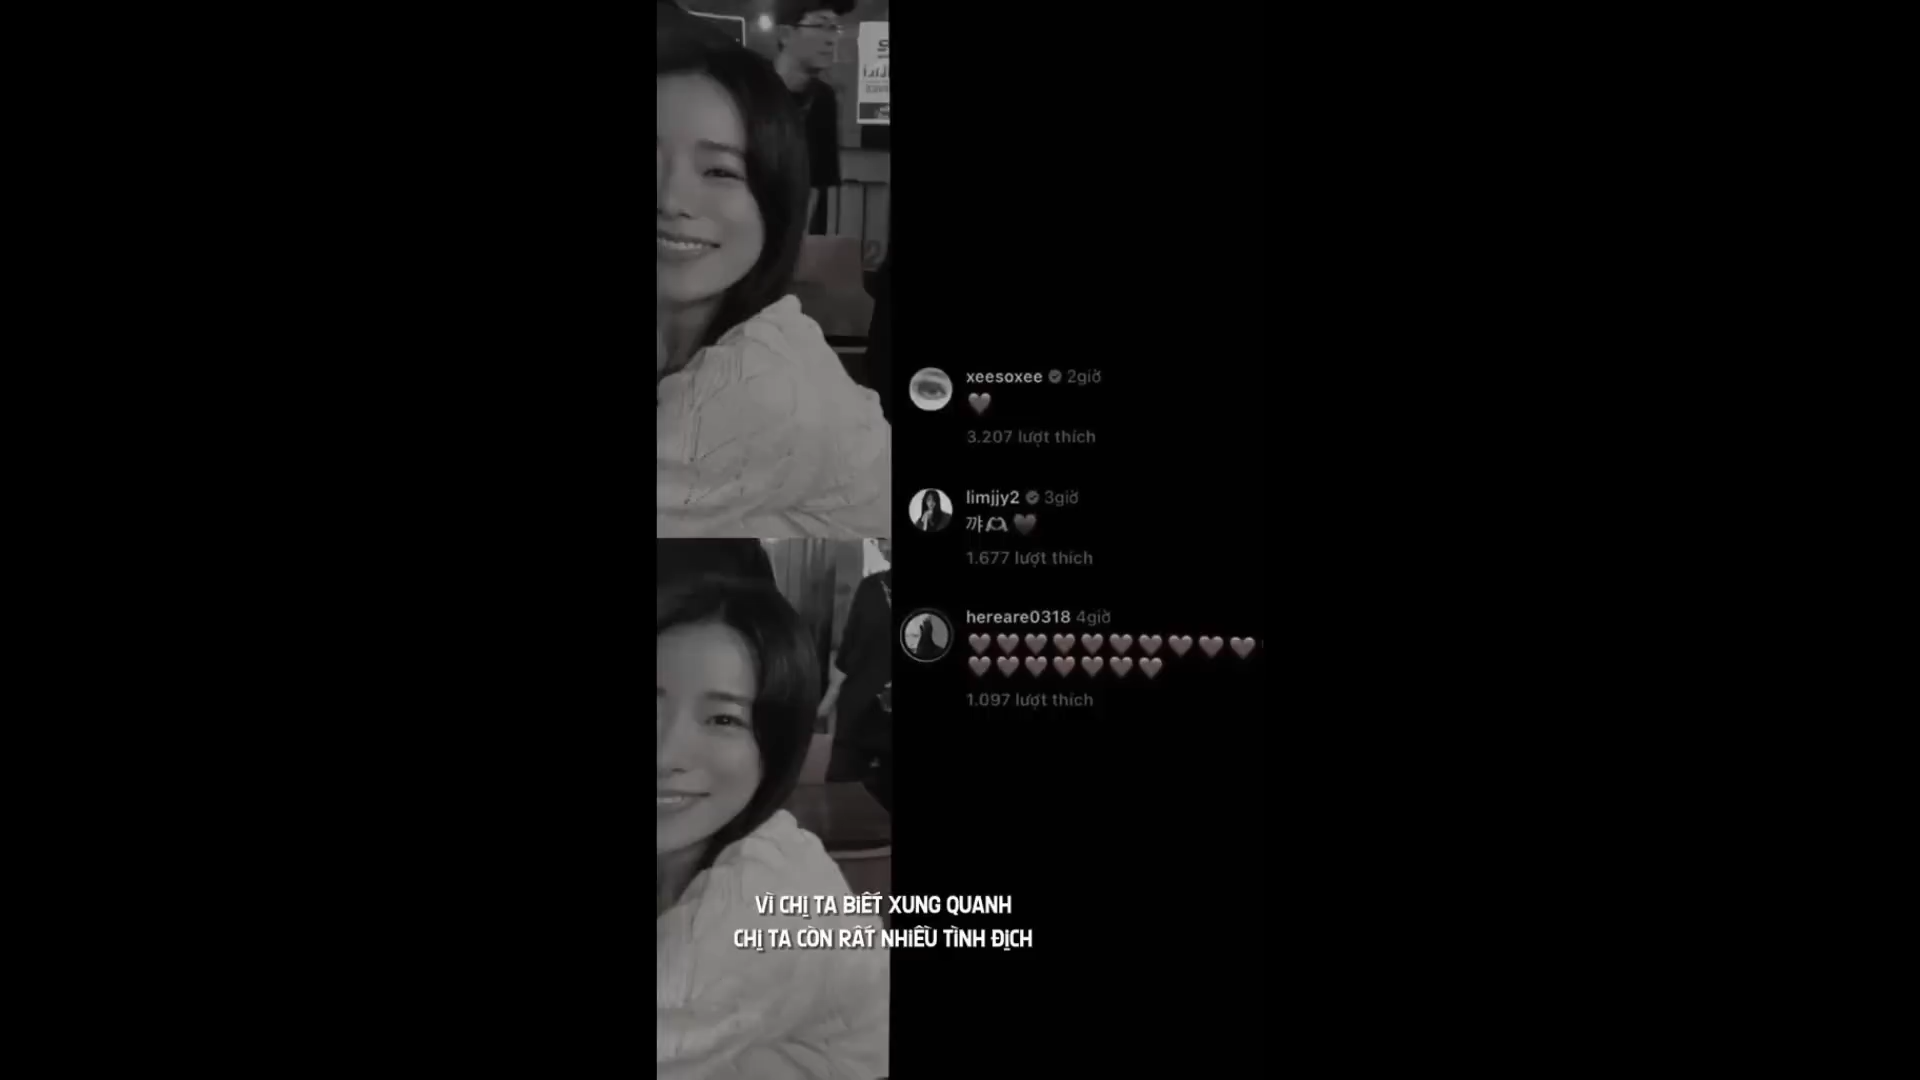 xeesoxee 2giờ
🩷
3.207 lượt thích
limjjy2 3giờ
꺄🫶🩷
1.677 lượt thích
hereare0318 4giờ
🩷🩷🩷🩷🩷🩷🩷🩷🩷🩷
🩷🩷🩷🩷🩷🩷🩷
1.097 lượt thích
VÌ CHỊ TA BIẾT XUNG QUANH
CHỊ TA CÒN RẤT NHIỀU TÌNH ĐỊCH